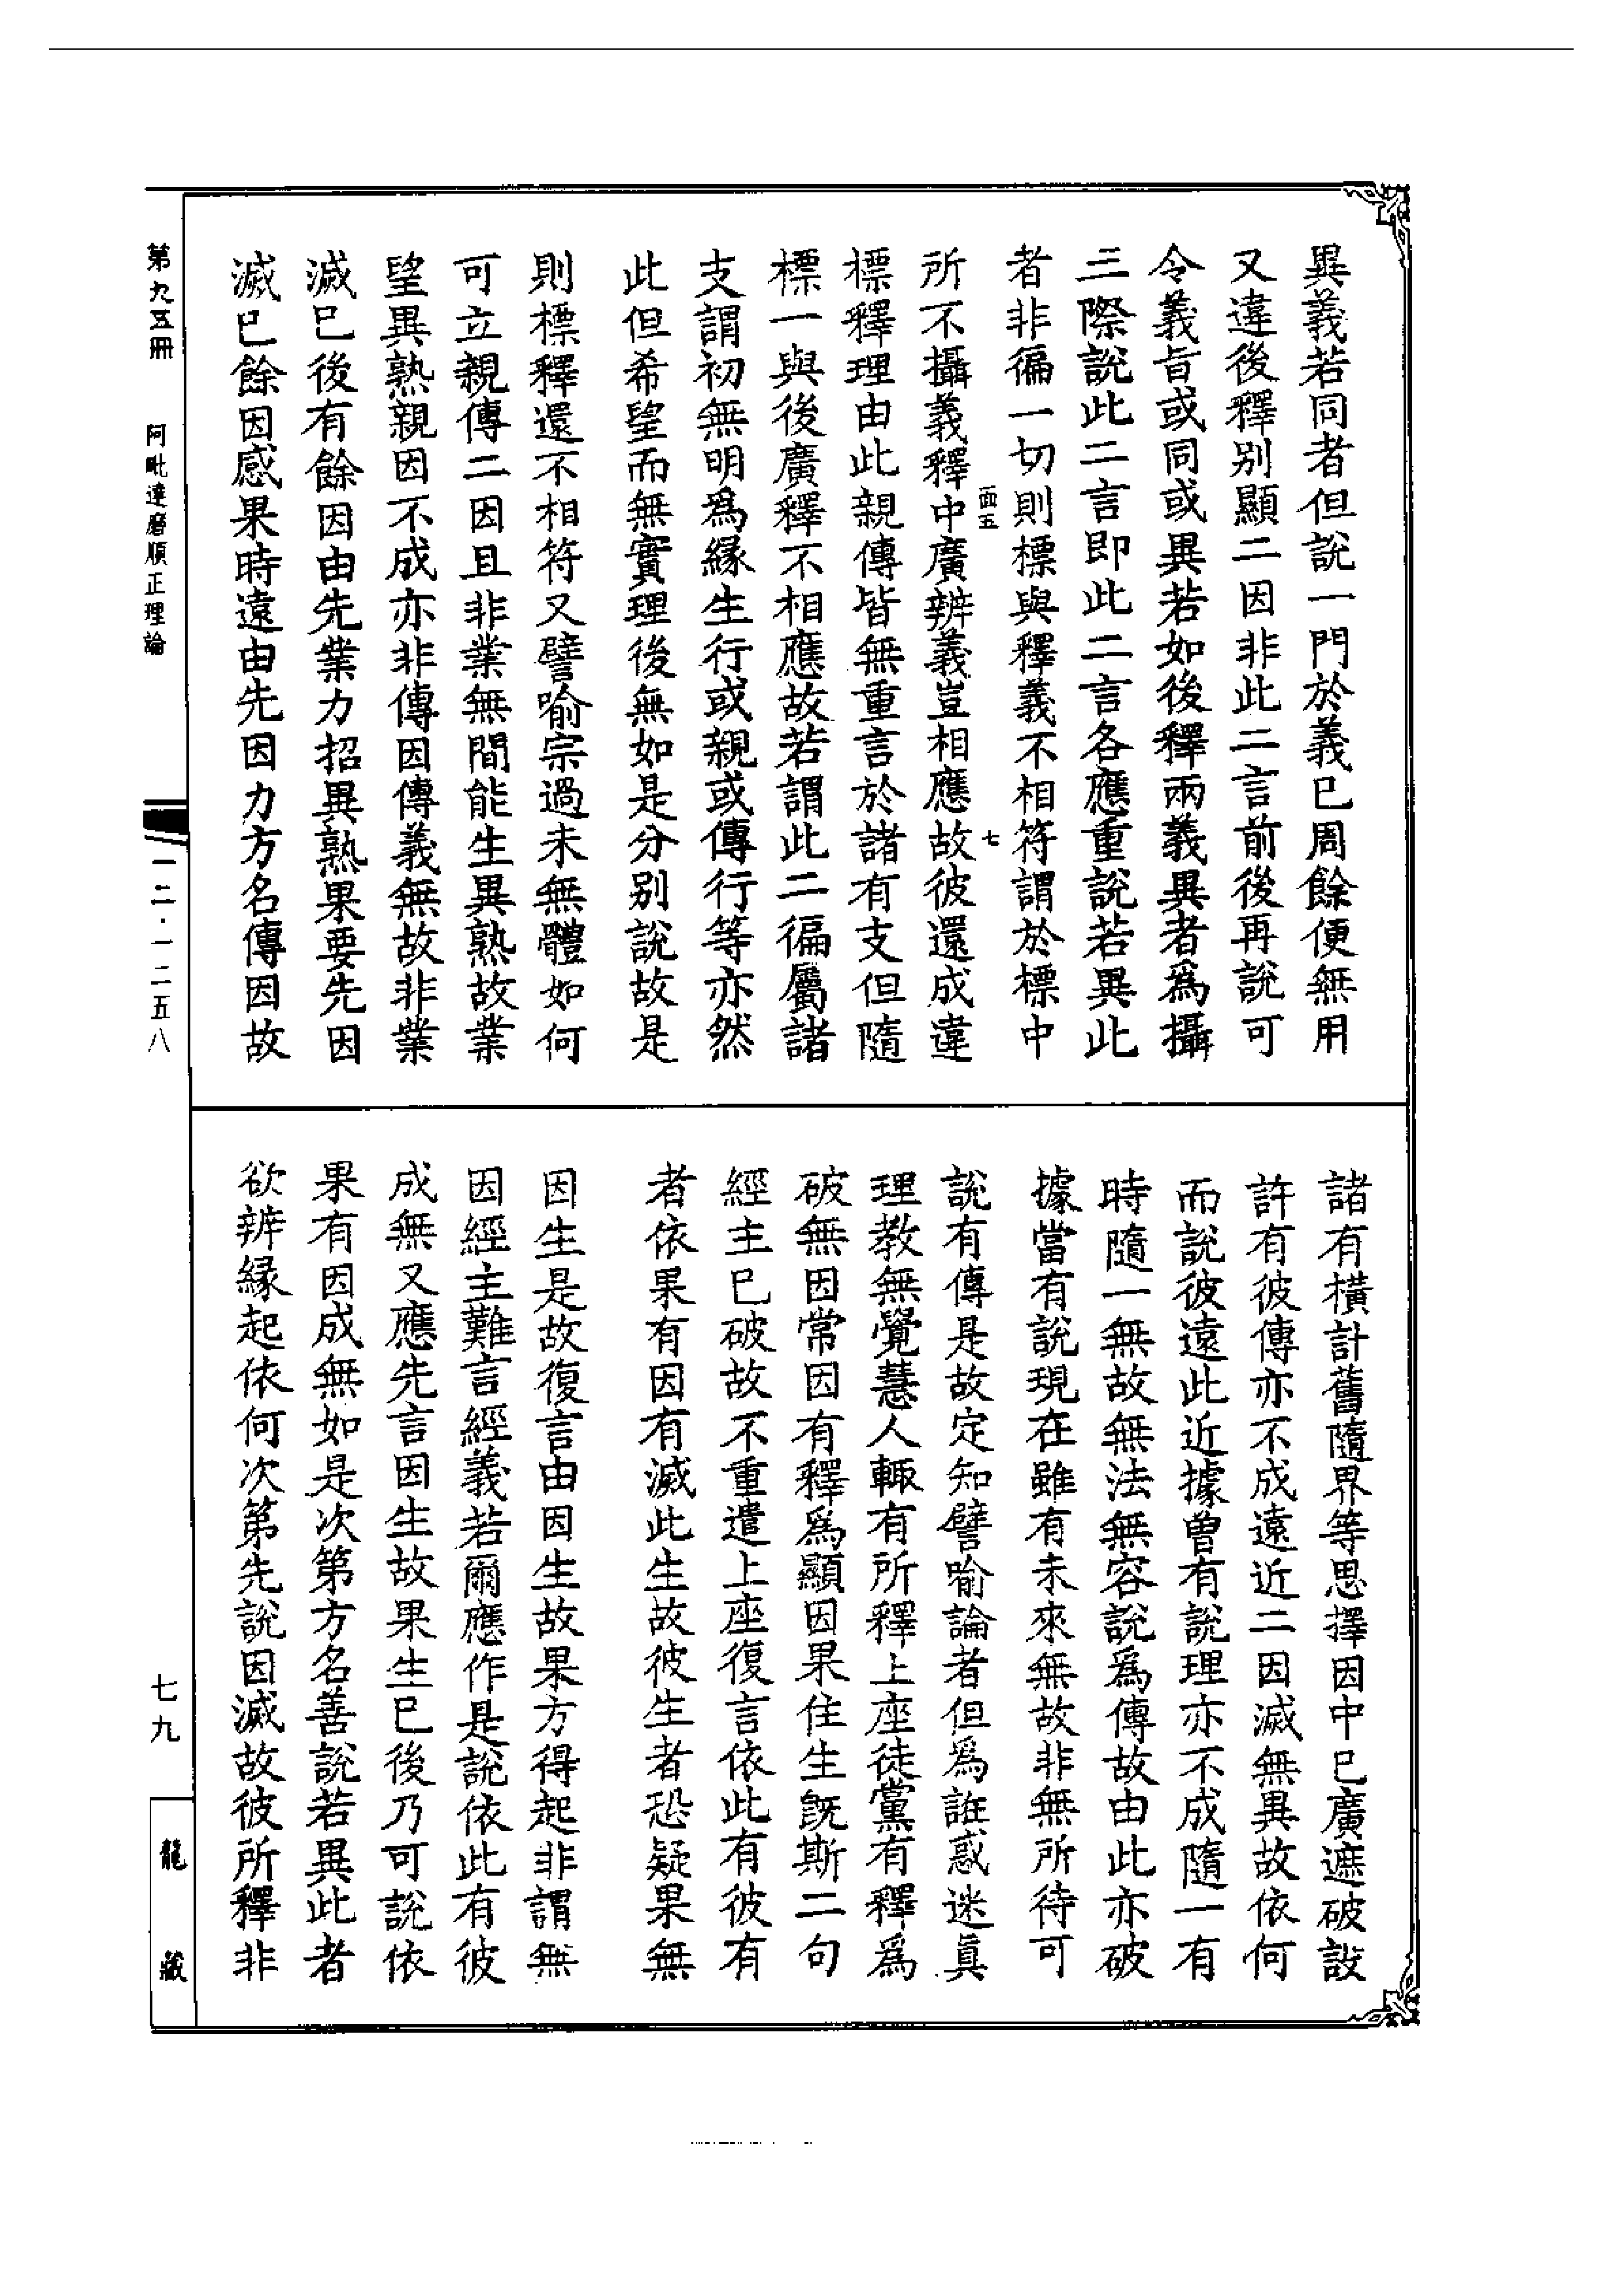 異義若同者但說一門於義已周餘便無用
又違後釋别顯二因非此二言前後再說可
令義旨或同或異若如後釋兩義異者爲攝
三際說此二言即此二言各應重說若異此
者非徧一切則標與釋義不相符謂於標中
面五 七
所不攝義釋中廣辨義豈相應故彼還成違
標釋理由此親傳皆無重言於諸有支但隨
標一與後廣釋不相應故若謂此二徧屬諸
支謂初無明爲緣生行或親或傳行等亦然
此但希望而無實理後無如是分别說故是
則標釋還不相符又譬喻宗過未無體如何
可立親傳二因且非業無間能生異熟故業
望異熟親因不成亦非傳因傳義無故非業
滅已後有餘因由先業力招異熟果要先因
滅已餘因感果時遠由先因力方名傳因故
諸有橫計舊隨界等思擇因中已廣遮破設
許有彼傳亦不成遠近二因滅無異故依何
而說彼遠此近據曾有說理亦不成隨一有
時隨一無故無法無容說爲傳故由此亦破
據當有說現在雖有未來無故非無所待可
說有傳是故定知譬喻論者但爲誑惑迷眞
理教無覺慧人輙有所釋上座徒黨有釋爲
破無因常因有釋爲顯因果住生旣斯二句
經主已破故不重遣上座復言依此有彼有
者依果有因有滅此生故彼生者恐疑果無
因生是故復言由因生故果方得起非謂無
因經主難言經義若爾應作是說依此有彼
成無又應先言因生故果生已後乃可說依
果有因成無如是次第方名善說若異此者
欲辨緣起依何次第先說因滅故彼所釋非
第九五冊 阿毗達磨順正理論
一二·一二五八
七九
龍藏